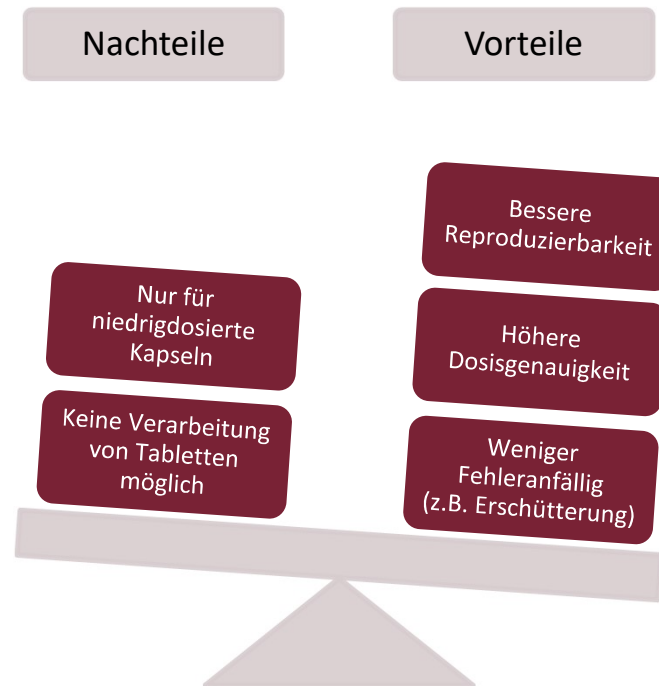 Nachteile
Nur für
niedrigdosierte
Kapseln
Keine Verarbeitung
von Tabletten
möglich
Vorteile
Bessere
Reproduzierbarkeit
Höhere
Dosisgenauigkeit
Weniger
Fehleranfällig
(z.B. Erschütterung)